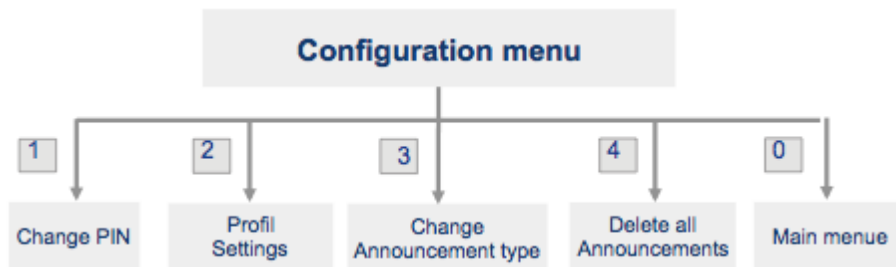 Configuration menu
1
2
3
4
0
Change PIN
Profil
Settings
Change
Announcement type
Delete all
Announcements
Main menue